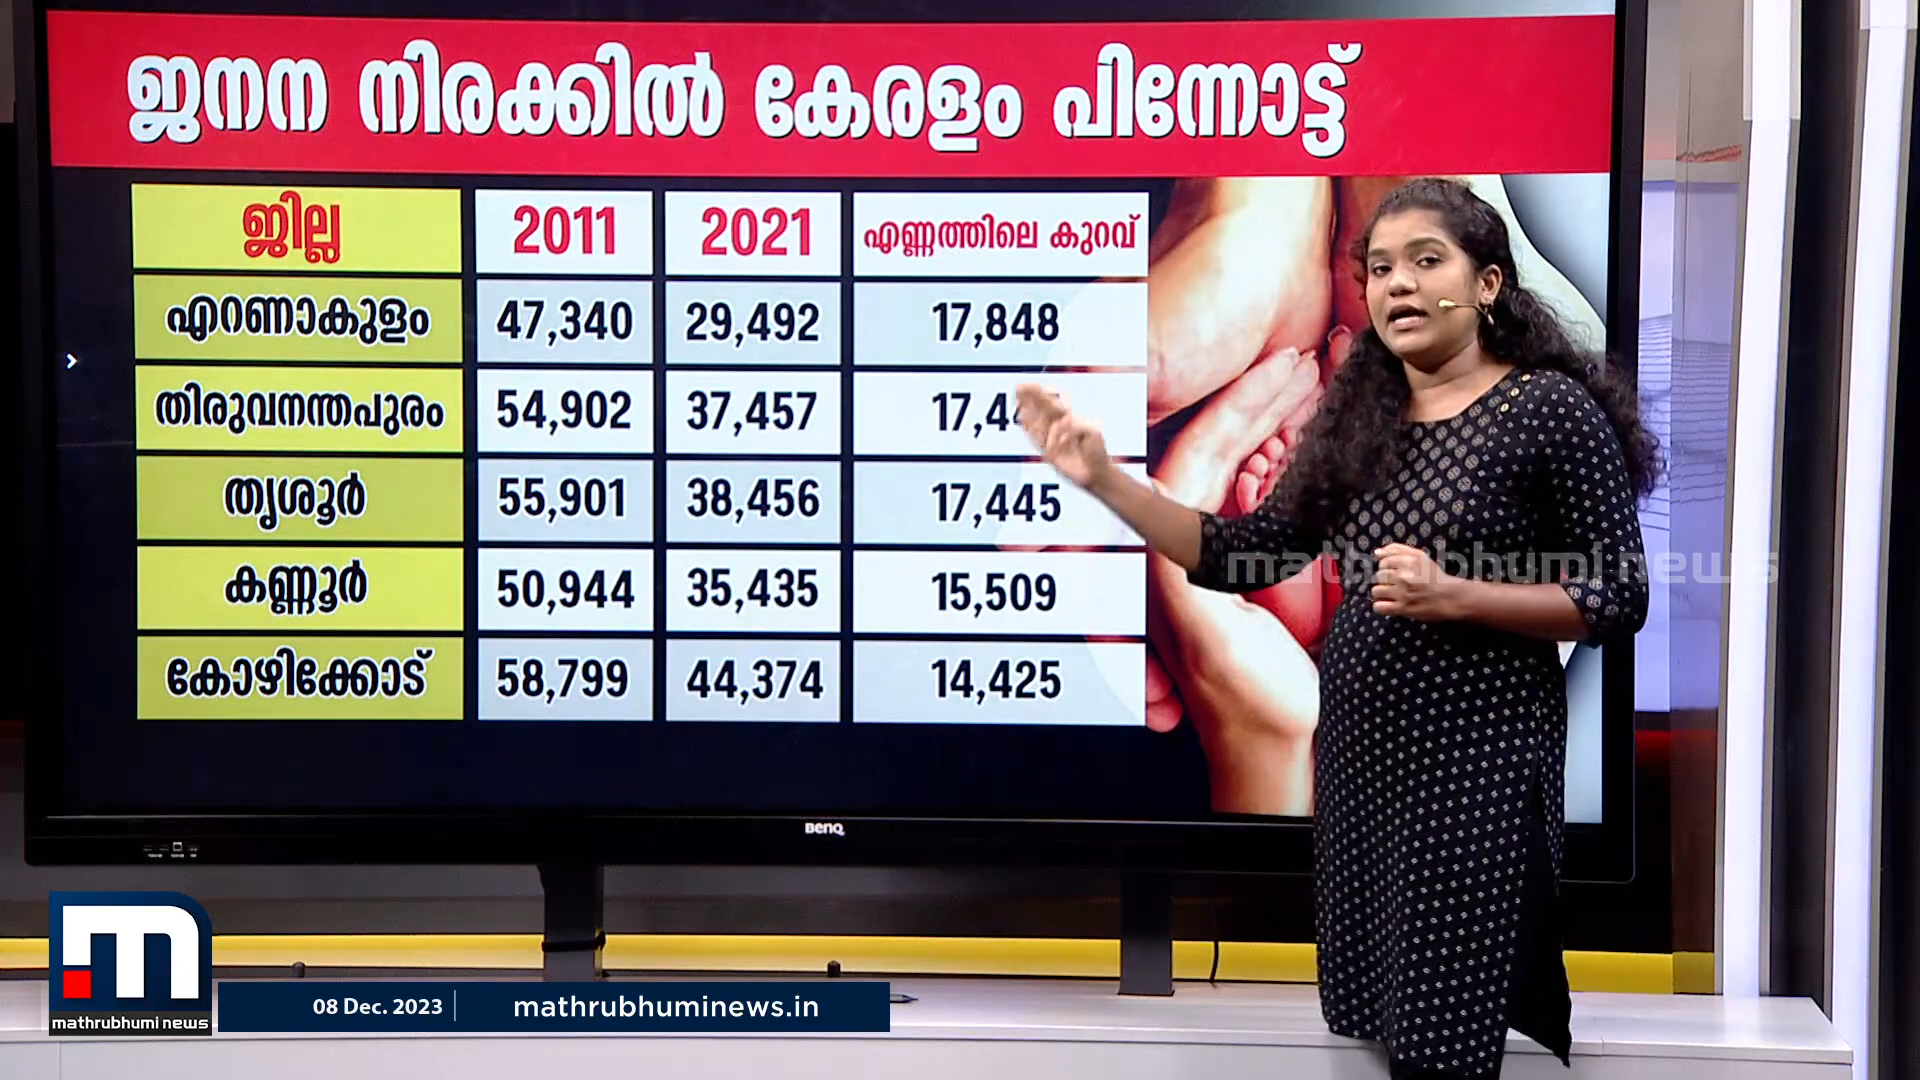 ജനന നിരക്കിൽ കേരളം പിന്നോട്ട്
ജില്ല 2011 2021 എണ്ണത്തിലെ കുറവ്
എറണാകുളം 47,340 29,492 17,848
തിരുവനന്തപുരം 54,902 37,457
തൃശൂർ 55,901 38,456 17,445
കണ്ണൂർ 50,944 35,435 15,509
കോഴിക്കോട് 58,799 44,374 14,425
mathrubhumi news
BenQ
mathrubhumi news
08 Dec. 2023 mathrubhuminews.in